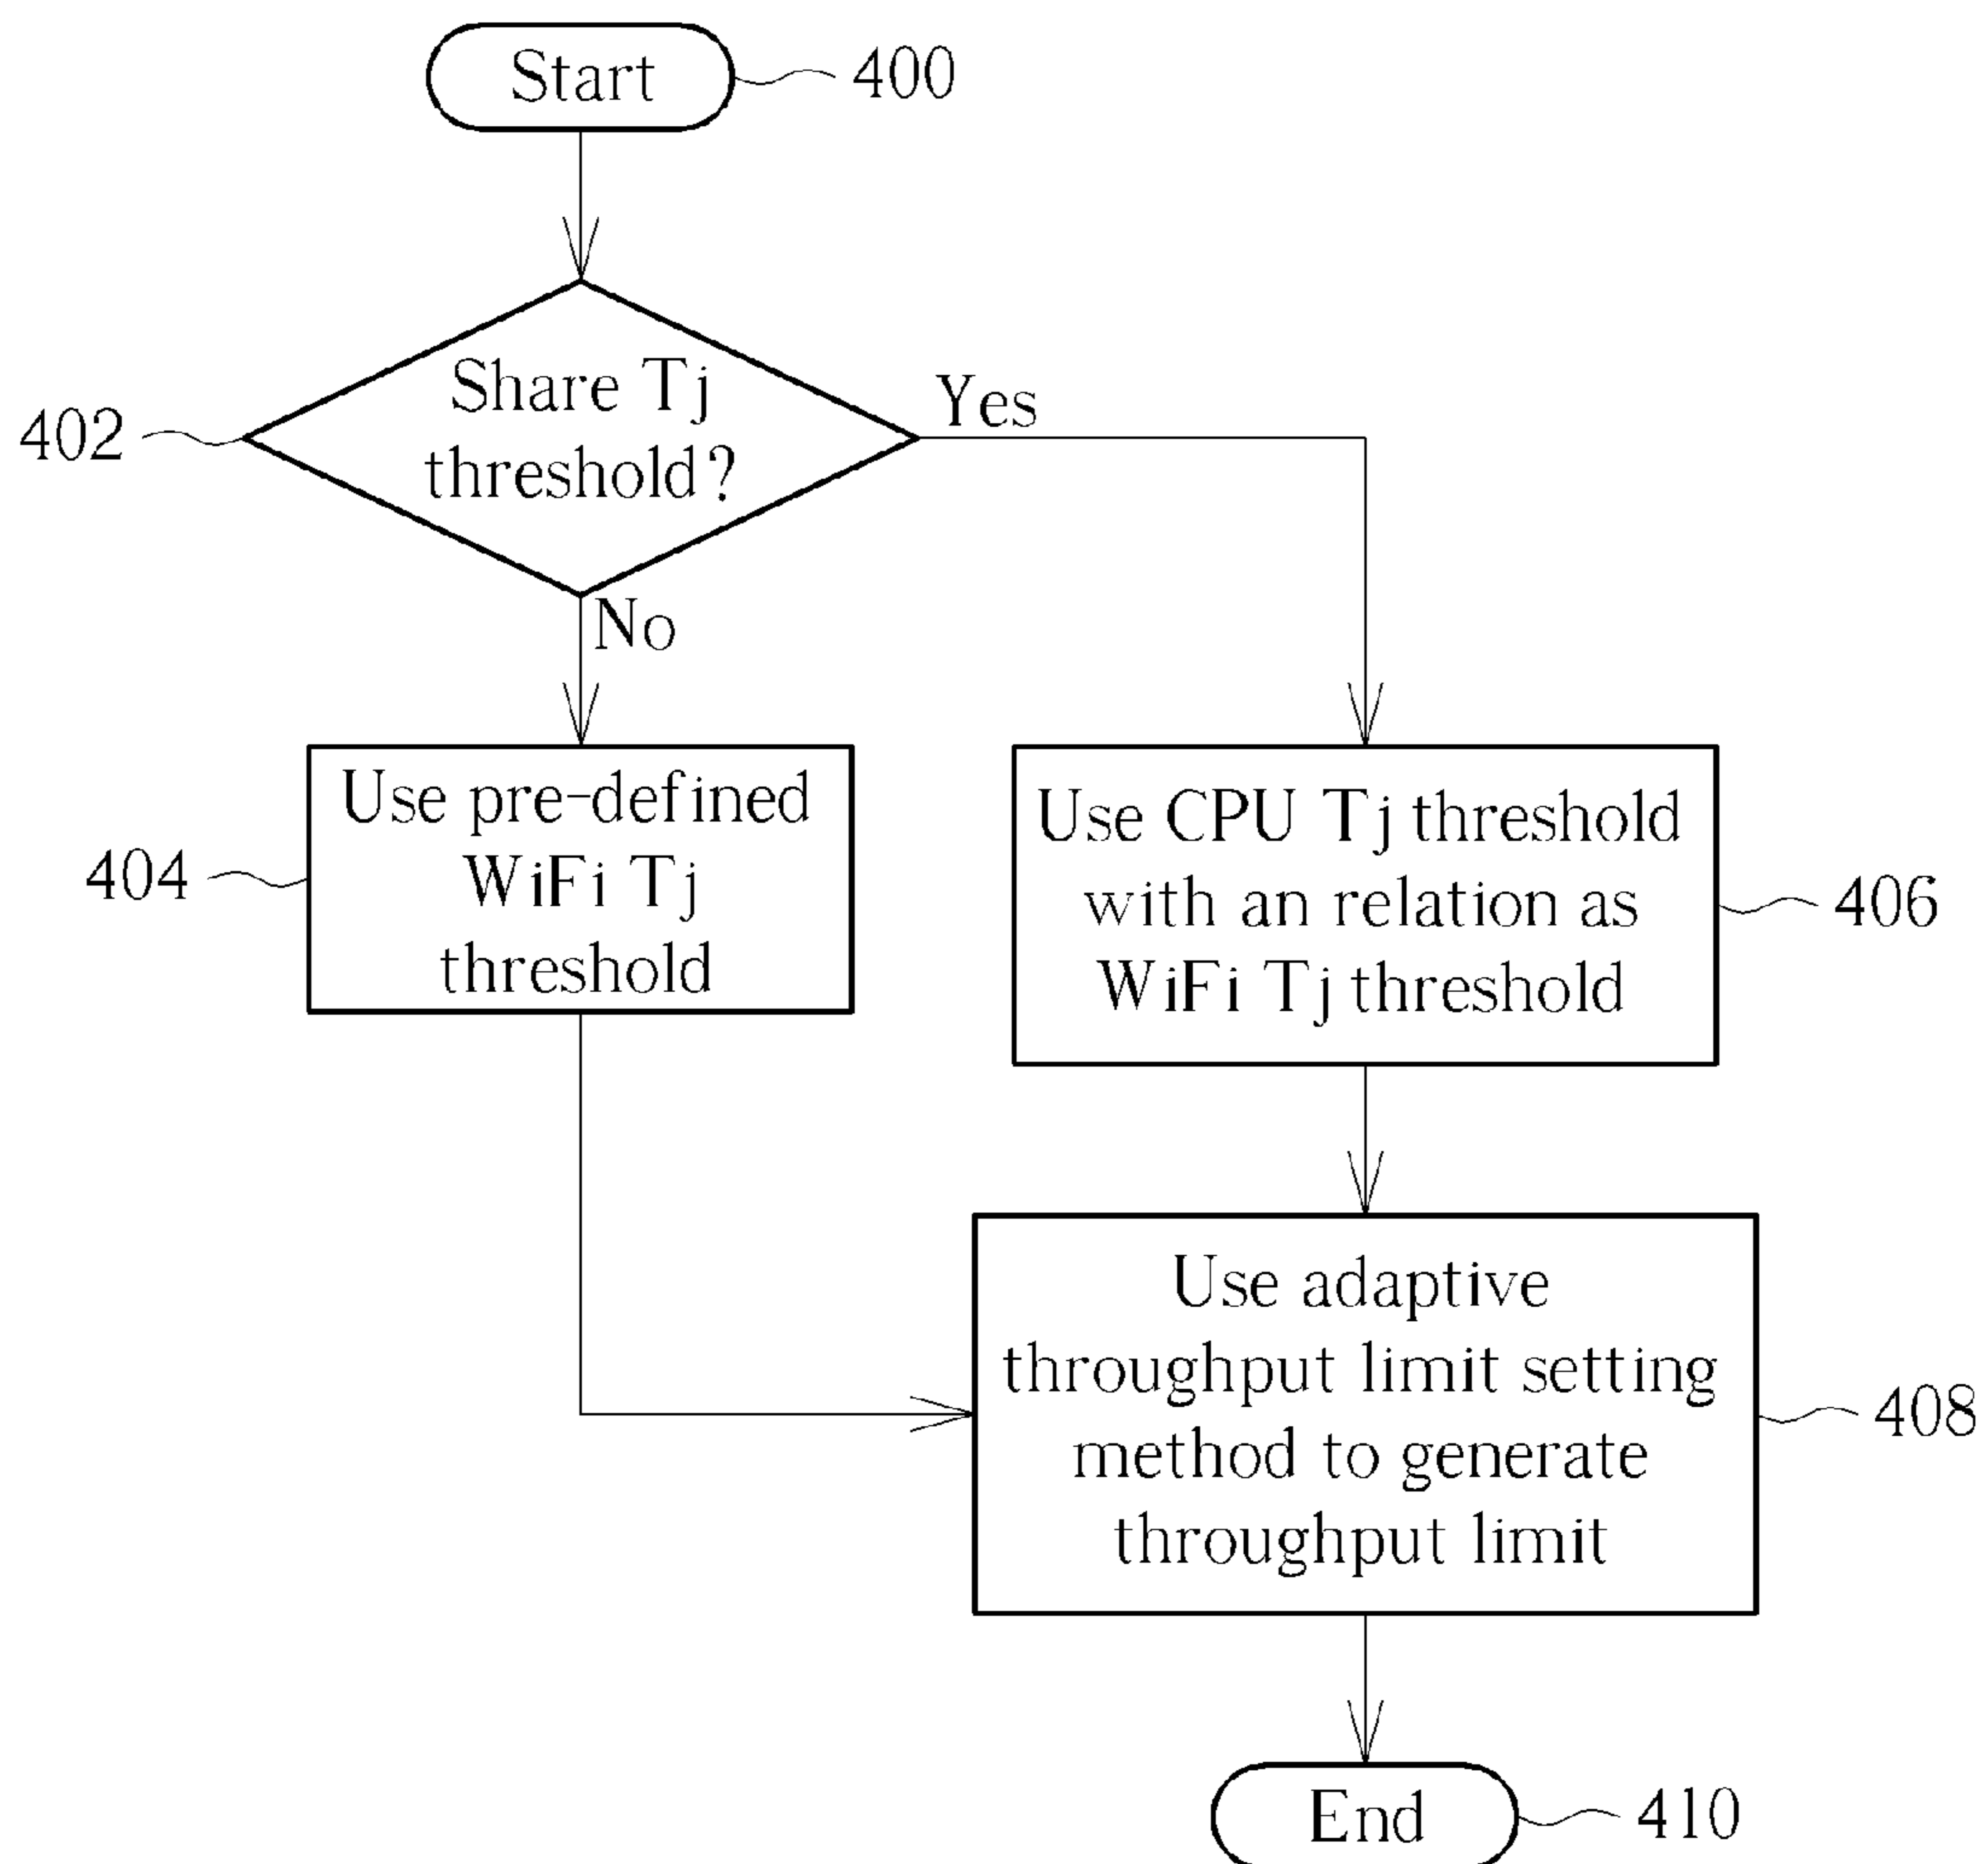 Start
400
Share Tj
threshold?
402
Yes
No
Use pre-defined
WiFi Tj
threshold
404
Use CPU Tj threshold
with an relation as
WiFi Tj threshold
406
Use adaptive
throughput limit setting
method to generate
throughput limit
408
End
410